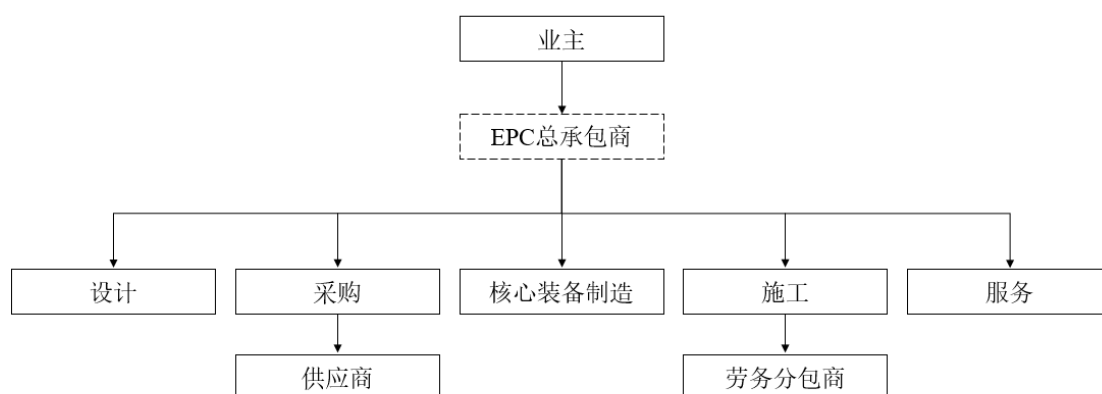 业主
EPC总承包商
设计
采购
核心装备制造
施工
服务
供应商
劳务分包商